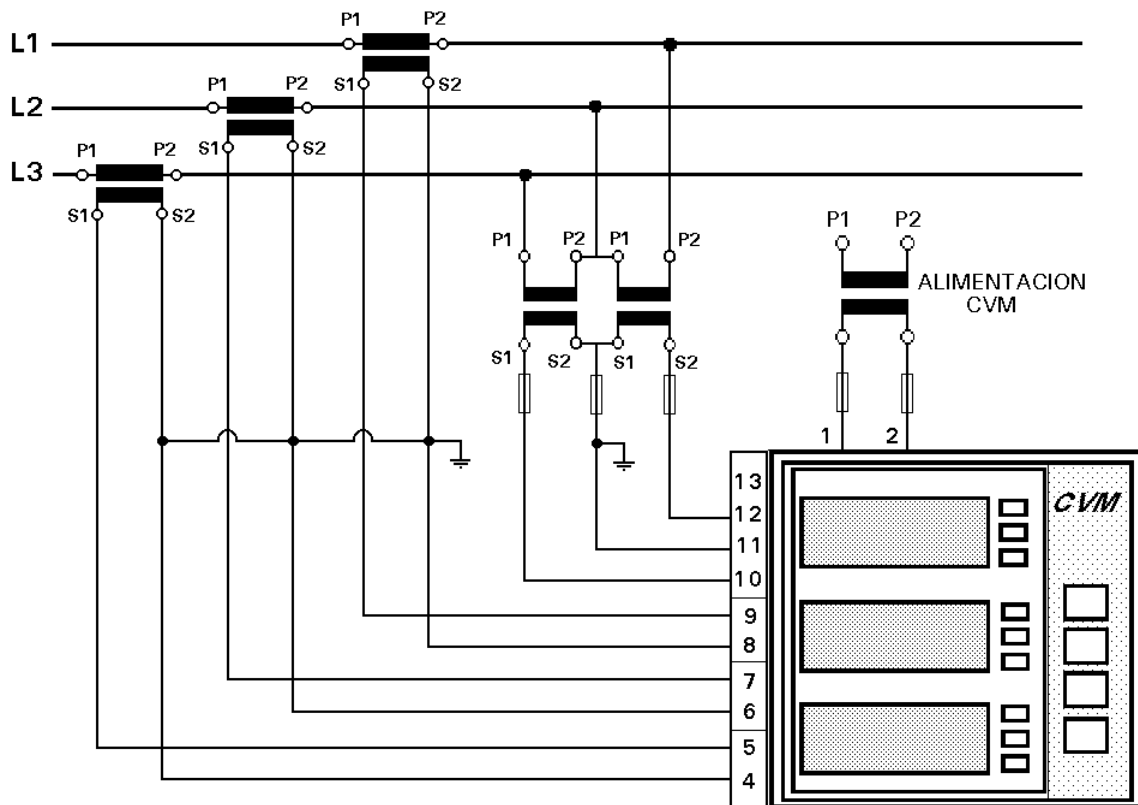 P1 P2
L1
S1 S2
P1 P2
L2
S1 S2
P1 P2
L3
S1 S2
P1 P2 P1 P2
P1 P2
ALIMENTACION
CVM
S1 S2 S1 S2
1 2
13
12
11
10
9
8
7
6
5
4
CVM